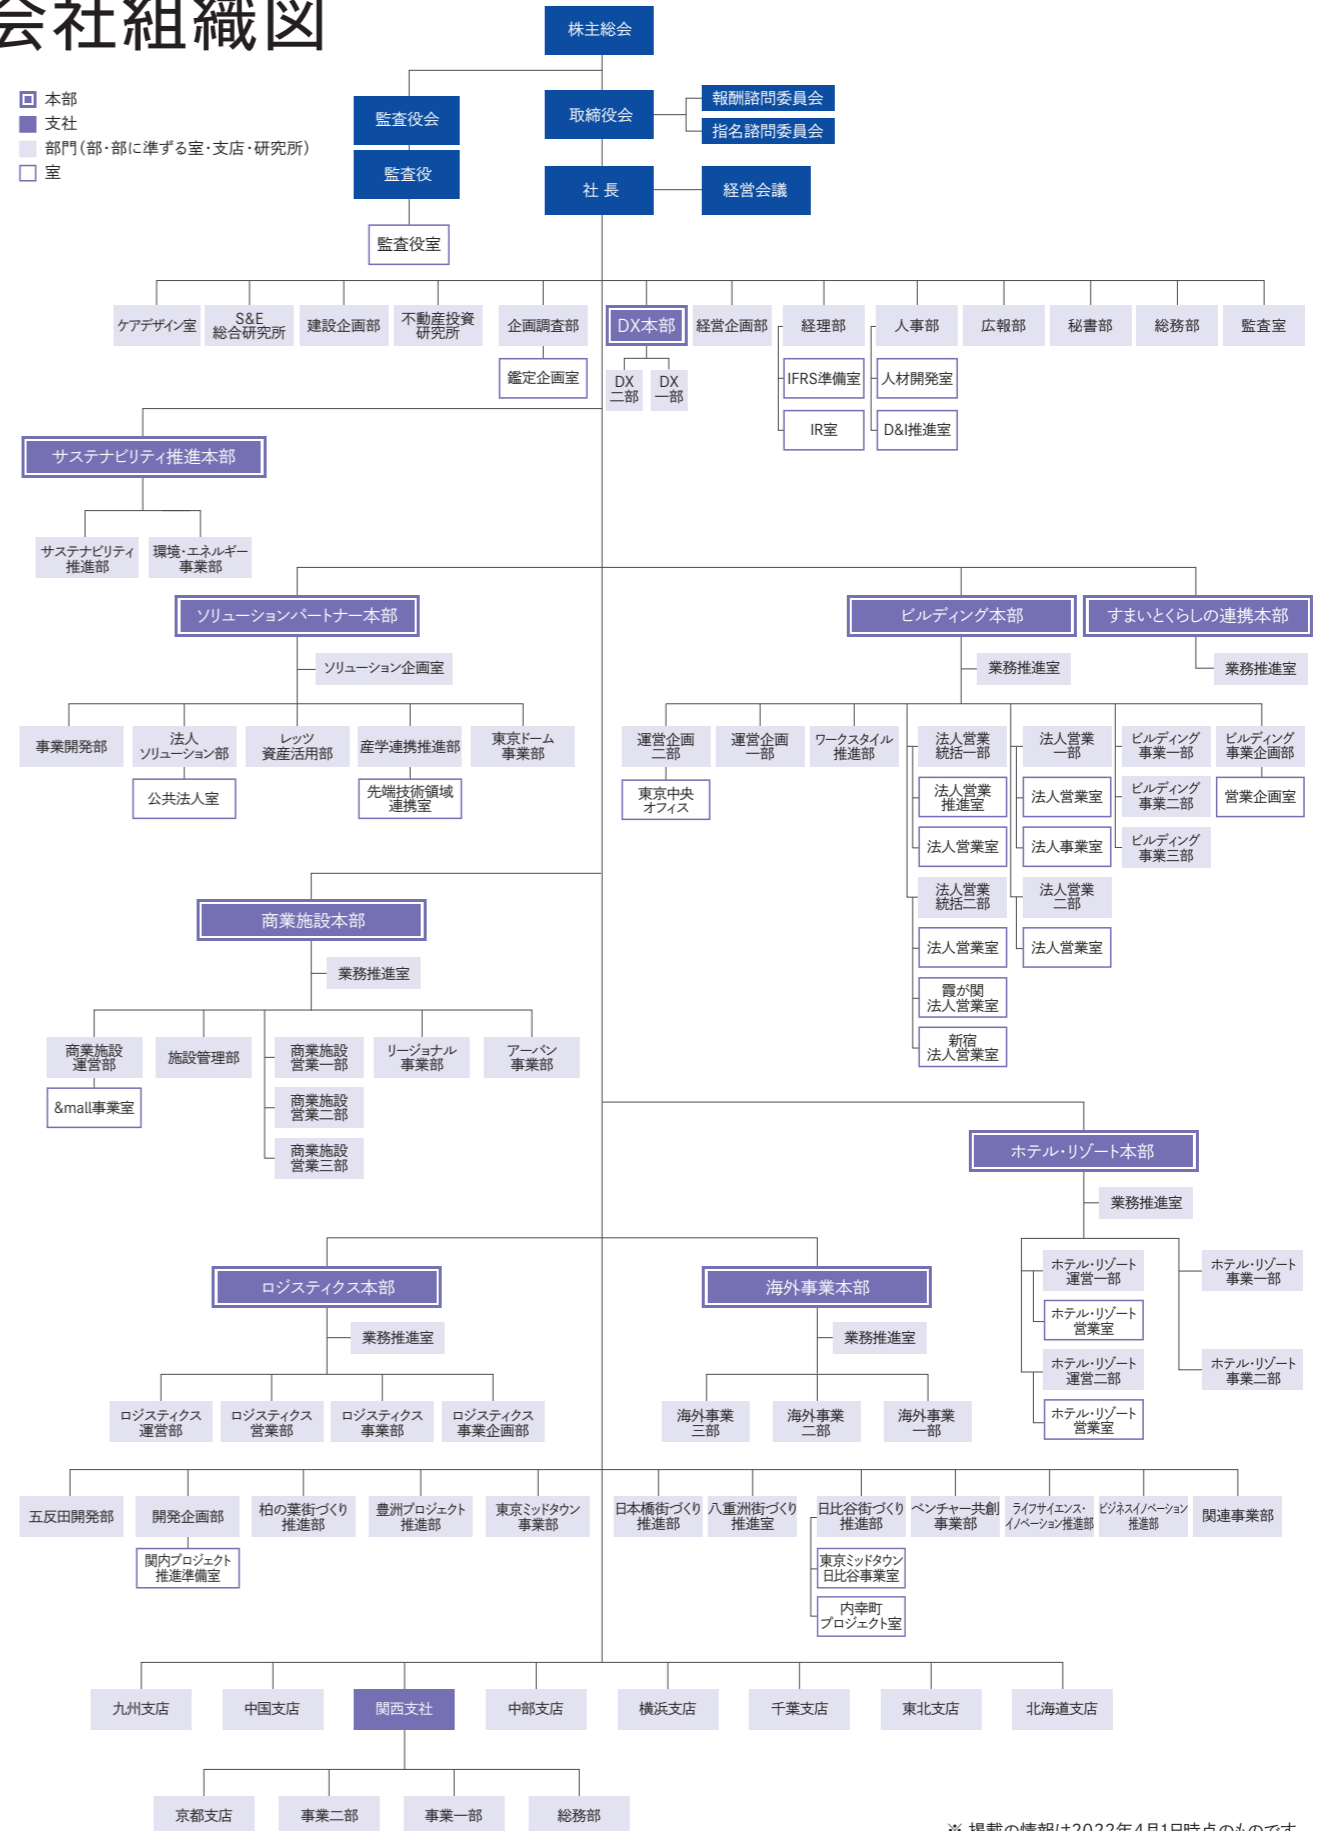 会社組織図
本部
支社
部門（部・部に準ずる室・支店・研究所）
室
株主総会
監査役会
取締役会
報酬諮問委員会
指名諮問委員会
監査役
社 長
経営会議
監査役室
ケアデザイン室
S&E
総合研究所
建設企画部
不動産投資
研究所
企画調査部
鑑定企画室
DX本部
DX
二部
DX
一部
経営企画部
経理部
IFRS準備室
IR室
人事部
人材開発室
D&I推進室
広報部
秘書部
総務部
監査室
サステナビリティ推進本部
サステナビリティ
推進部
環境・エネルギー
事業部
ソリューションパートナー本部
ソリューション企画室
事業開発部
法人
ソリューション部
公共法人室
レッツ
資産活用部
産学連携推進部
先端技術領域
連携室
東京ドーム
事業部
ビルディング本部
業務推進室
運営企画
二部
東京中央
オフィス
運営企画
一部
ワークスタイル
推進部
法人営業
統括一部
法人営業
推進室
法人営業室
法人営業
統括二部
法人営業室
霞が関
法人営業室
新宿
法人営業室
法人営業
一部
法人営業室
法人事業室
法人営業
二部
法人営業室
ビルディング
事業一部
ビルディング
事業二部
ビルディング
事業三部
ビルディング
事業企画部
営業企画室
すまいとくらしの連携本部
業務推進室
商業施設本部
業務推進室
商業施設
運営部
&mall事業室
施設管理部
商業施設
営業一部
商業施設
営業二部
商業施設
営業三部
リージョナル
事業部
アーバン
事業部
ホテル・リゾート本部
業務推進室
ホテル・リゾート
運営一部
ホテル・リゾート
営業室
ホテル・リゾート
運営二部
ホテル・リゾート
営業室
ホテル・リゾート
事業一部
ホテル・リゾート
事業二部
ロジスティクス本部
業務推進室
ロジスティクス
運営部
ロジスティクス
営業部
ロジスティクス
事業部
ロジスティクス
事業企画部
海外事業本部
業務推進室
海外事業
三部
海外事業
二部
海外事業
一部
五反田開発部
開発企画部
関内プロジェクト
推進準備室
柏の葉街づくり
推進部
豊洲プロジェクト
推進部
東京ミッドタウン
事業部
日本橋街づくり
推進部
八重洲街づくり
推進室
日比谷街づくり
推進部
東京ミッドタウン
日比谷事業室
内幸町
プロジェクト室
ベンチャー共創
事業部
ライフサイエンス・
イノベーション推進部
ビジネスイノベーション
推進部
関連事業部
九州支店
中国支店
関西支社
中部支店
横浜支店
千葉支店
東北支店
北海道支店
京都支店
事業二部
事業一部
総務部
※ 掲載の情報は2022年4月1日時点のものです